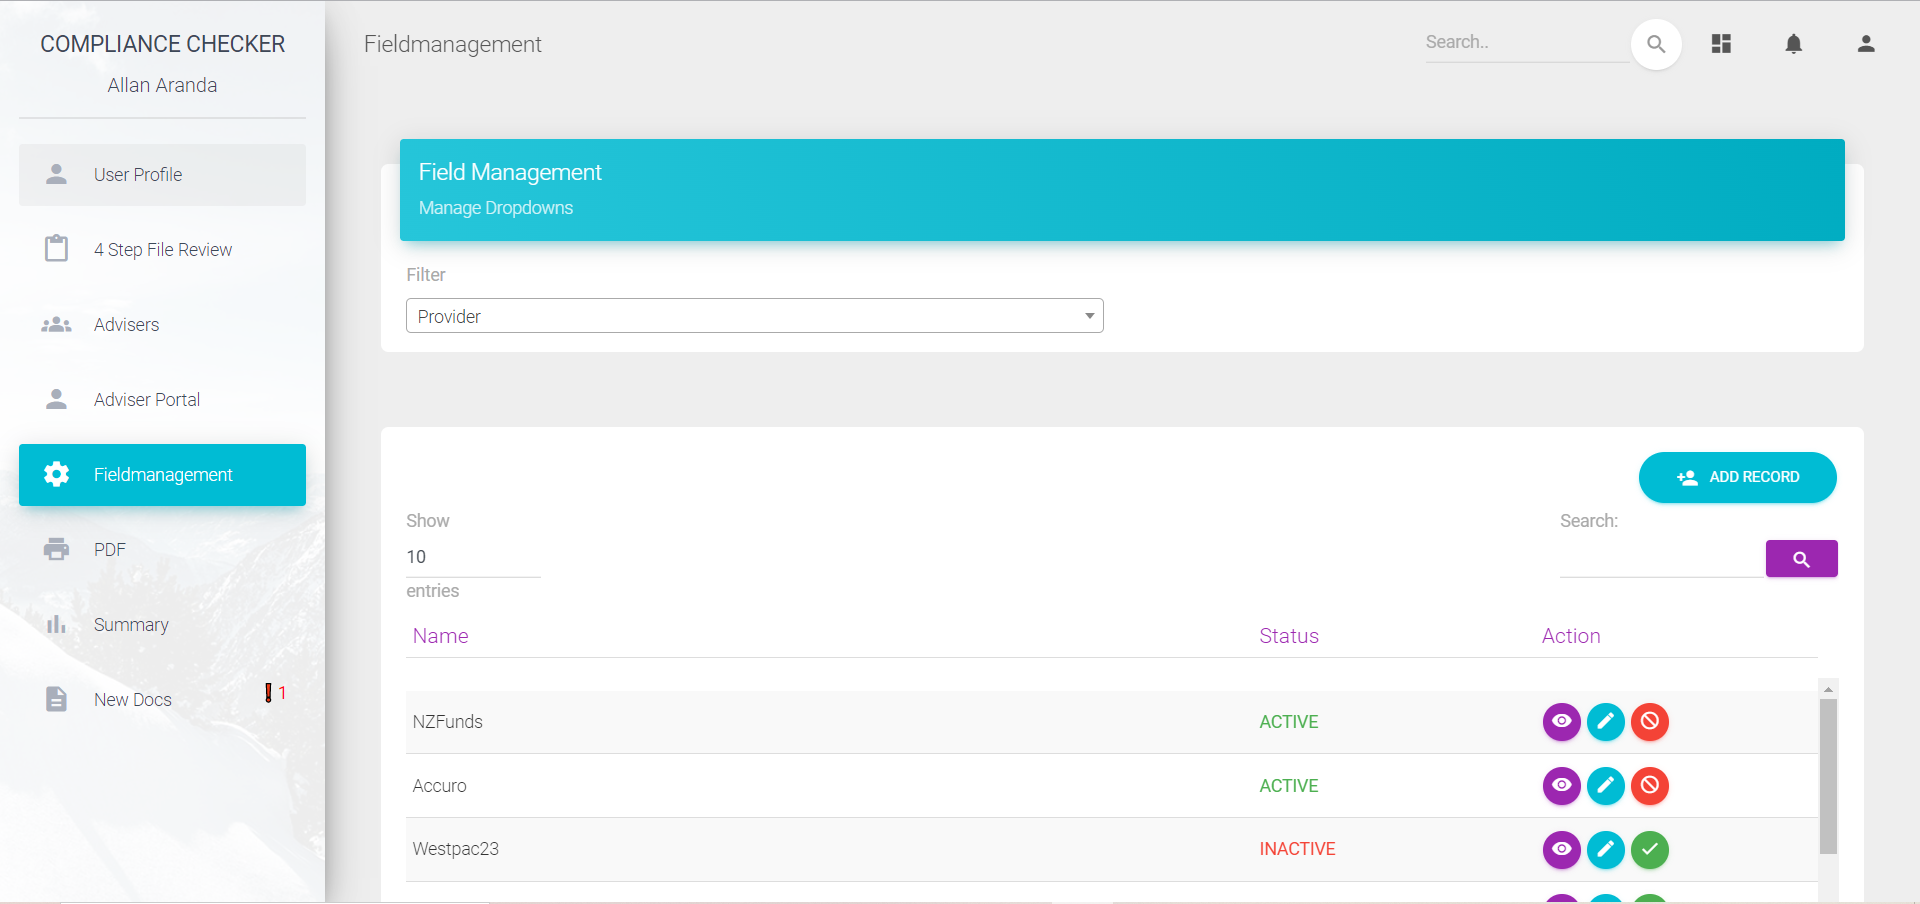 COMPLIANCE CHECKER
Allan Aranda
User Profile
4 Step File Review
Advisers
Adviser Portal
Fieldmanagement
PDF
Summary
New Docs
1
Fieldmanagement
Search..
Field Management
Manage Dropdowns
Filter
Provider
ADD RECORD
Show
10
entries
Search:
Name Status Action
NZFunds ACTIVE
Accuro ACTIVE
Westpac23 INACTIVE